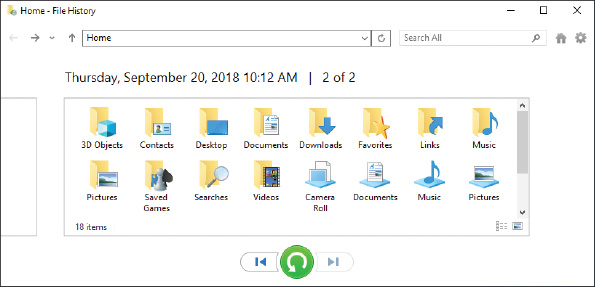 Home - File History
Home
Search All
Thursday, September 20, 2018 10:12 AM | 2 of 2
3D Objects Contacts Desktop Documents Downloads Favorites Links Music
Pictures Saved Games Searches Videos Camera Roll Documents Music Pictures
18 items